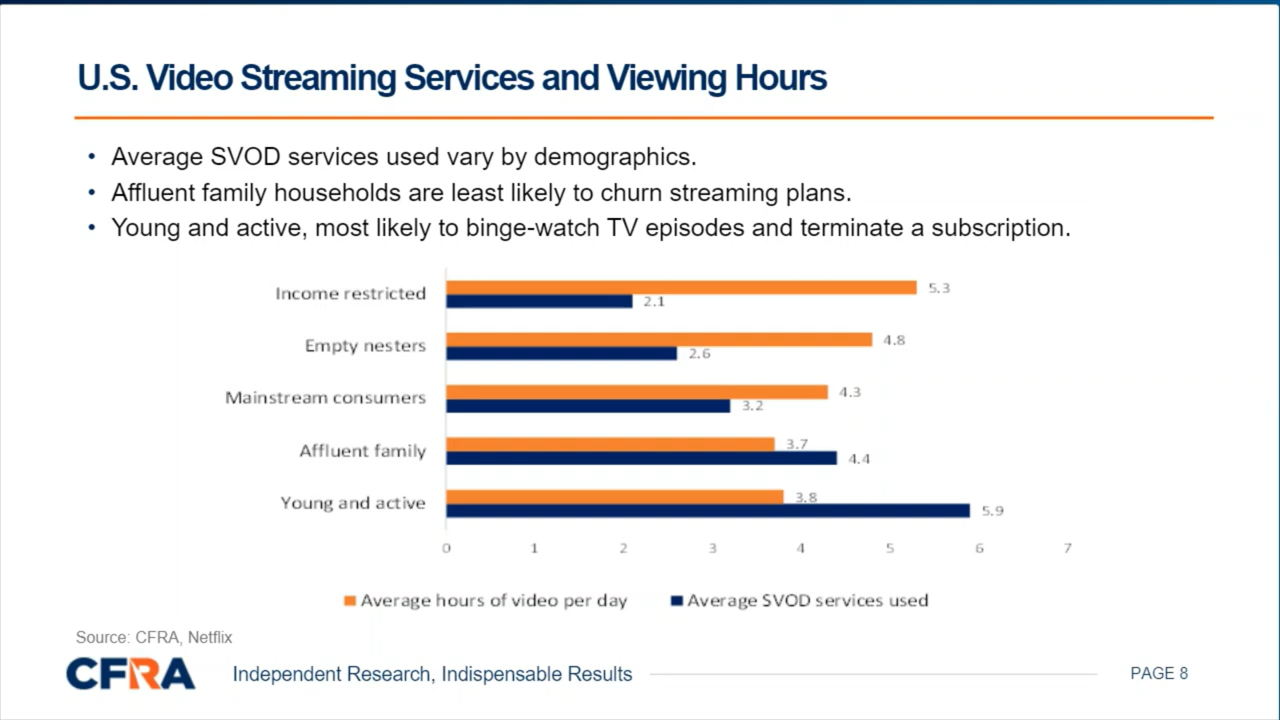 U.S. Video Streaming Services and Viewing Hours
• Average SVOD services used vary by demographics.
• Affluent family households are least likely to churn streaming plans.
• Young and active, most likely to binge-watch TV episodes and terminate a subscription.
Income restricted
5.3
2.1
Empty nesters
4.8
2.6
Mainstream consumers
4.3
3.2
Affluent family
3.7
4.4
Young and active
3.8
5.9
0 1 2 3 4 5 6 7
Average hours of video per day Average SVOD services used
Source: CFRA, Netflix
CFRA Independent Research, Indispensable Results PAGE 8